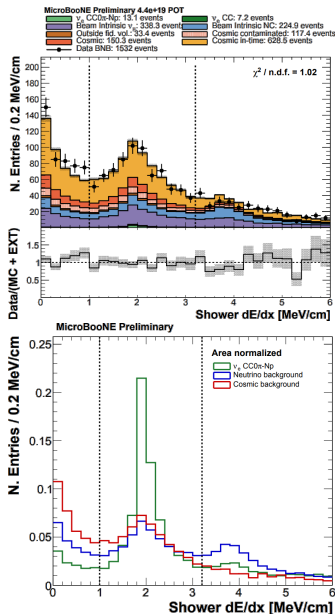 MicroBooNE Preliminary 4.4e+19 POT
νe CC0π-Np: 13.1 events
νe CC: 7.2 events
Beam Intrinsic νμ: 338.3 events
Beam Intrinsic NC: 224.9 events
Outside fid. vol.: 33.4 events
Cosmic contaminated: 117.4 events
Cosmic: 150.3 events
Cosmic in-time: 628.5 events
Data BNB: 1532 events
χ² / n.d.f. = 1.02
N. Entries / 0.2 MeV/cm
200
180
160
140
120
100
80
60
40
20
Data/(MC + EXT)
1.5
1.0
0.5
0 1 2 3 4 5 6
Shower dE/dx [MeV/cm]
MicroBooNE Preliminary
Area normalized
νe CC0π-Np
Neutrino background
Cosmic background
N. Entries / 0.2 MeV/cm
0.25
0.2
0.15
0.1
0.05
0
0 1 2 3 4 5 6
Shower dE/dx [MeV/cm]